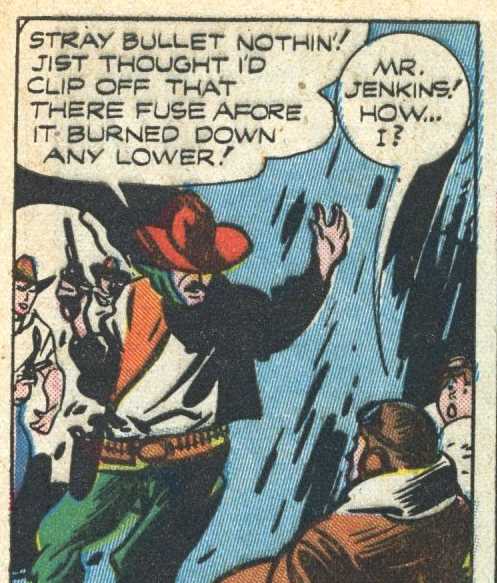 STRAY BULLET NOTHIN'!
JIST THOUGHT I'D
CLIP OFF THAT
THERE FUSE AFORE
IT BURNED DOWN
ANY LOWER!
MR.
JENKINS!
HOW...
I?